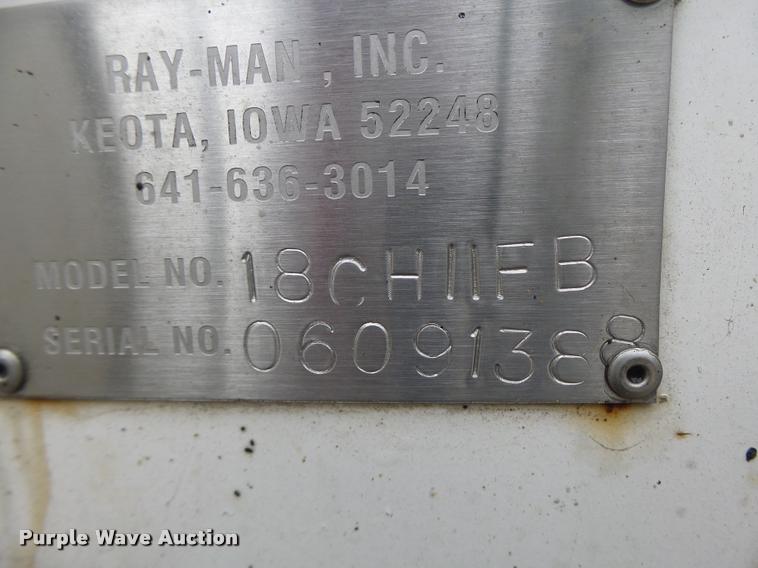 RAY-MAN, INC.
KEOTA, IOWA 52248
641-636-3014
MODEL NO. 18CHIIFB
SERIAL NO. 06091388
Purple Wave Auction